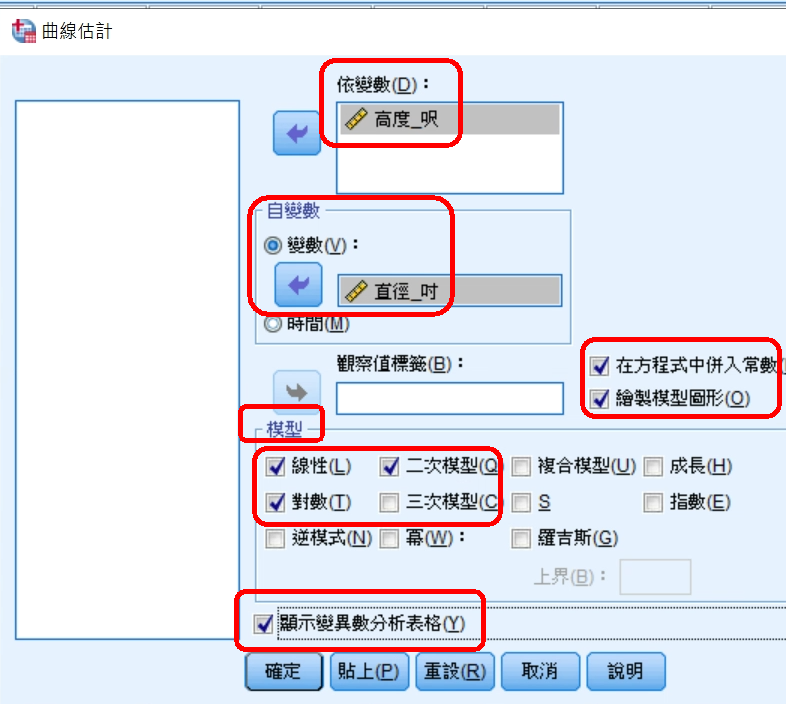 曲線估計
依變數(D)：
高度_呎
自變數
變數(V)：
直徑_吋
時間(M)
觀察值標籤(B)：
在方程式中併入常數
繪製模型圖形(O)
模型
線性(L) 二次模型(Q 複合模型(U) 成長(H)
對數(T) 三次模型(C S 指數(E)
逆模式(N) 冪(W)： 羅吉斯(G)
上界(B)：
顯示變異數分析表格(Y)
確定 貼上(P) 重設(R) 取消 說明